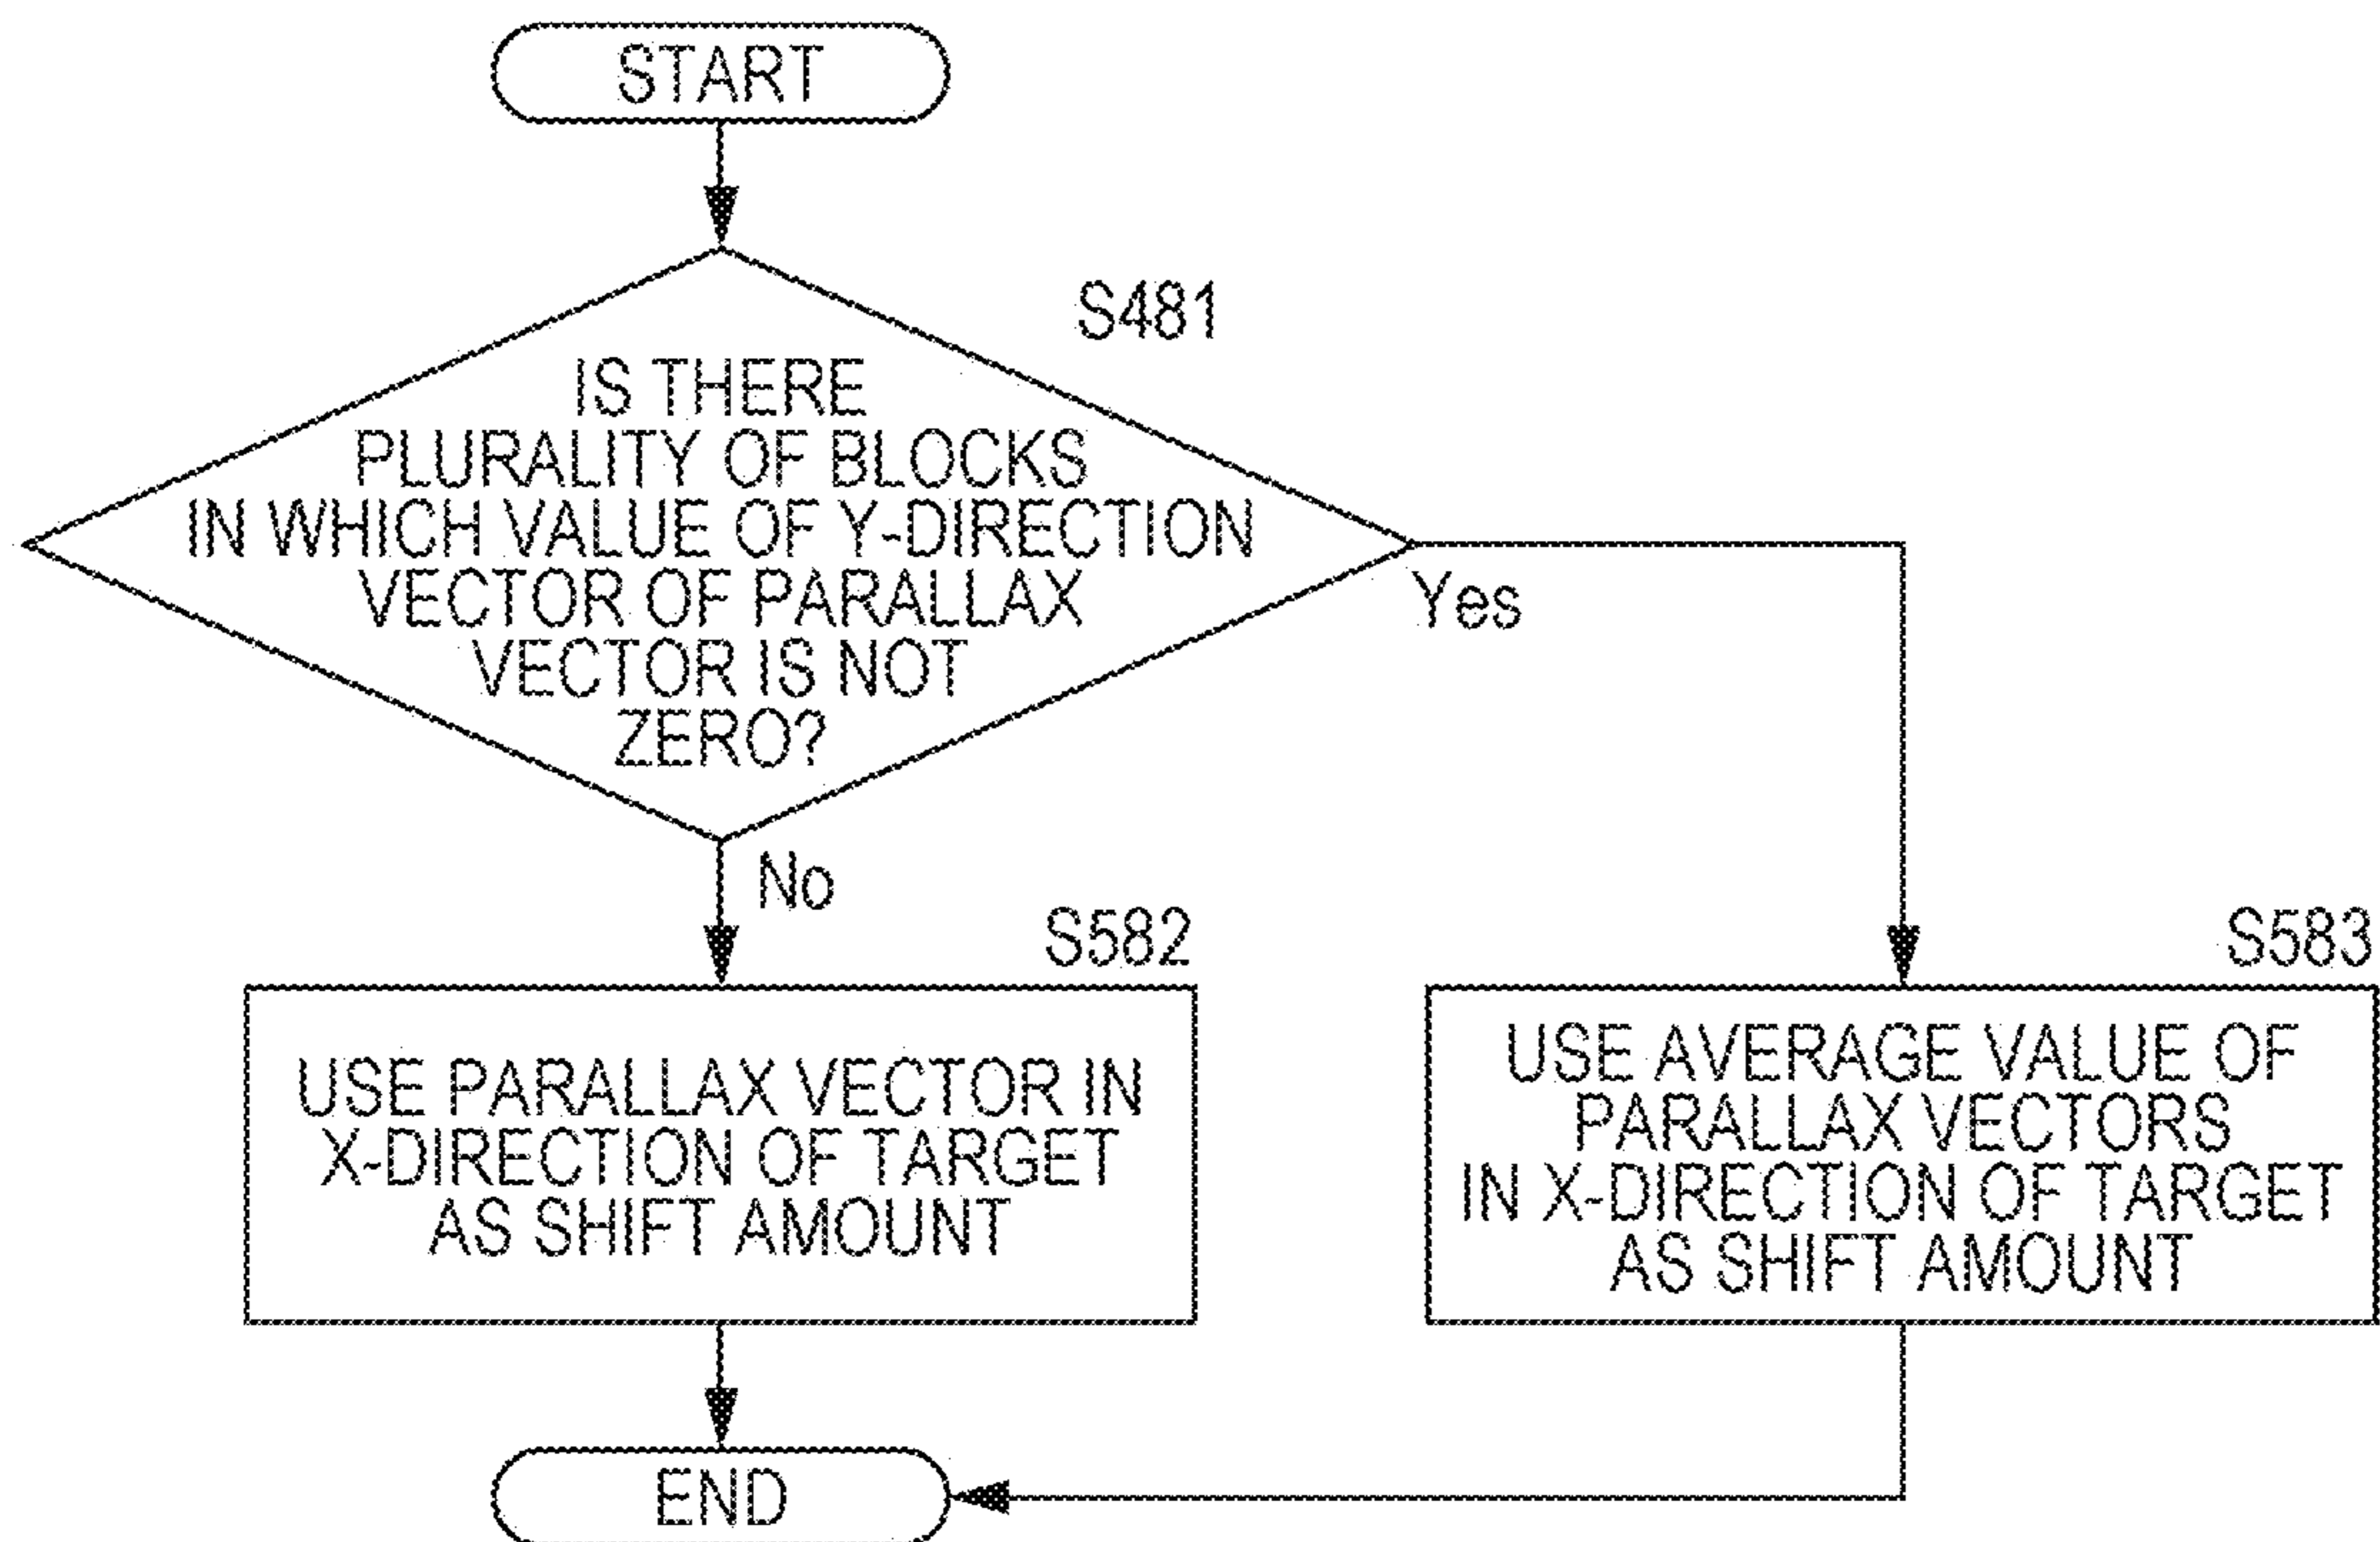 START
S481
IS THERE
PLURALITY OF BLOCKS
IN WHICH VALUE OF Y-DIRECTION
VECTOR OF PARALLAX
VECTOR IS NOT
ZERO?
Yes
No
S582
USE PARALLAX VECTOR IN
X-DIRECTION OF TARGET
AS SHIFT AMOUNT
S583
USE AVERAGE VALUE OF
PARALLAX VECTORS
IN X-DIRECTION OF TARGET
AS SHIFT AMOUNT
END